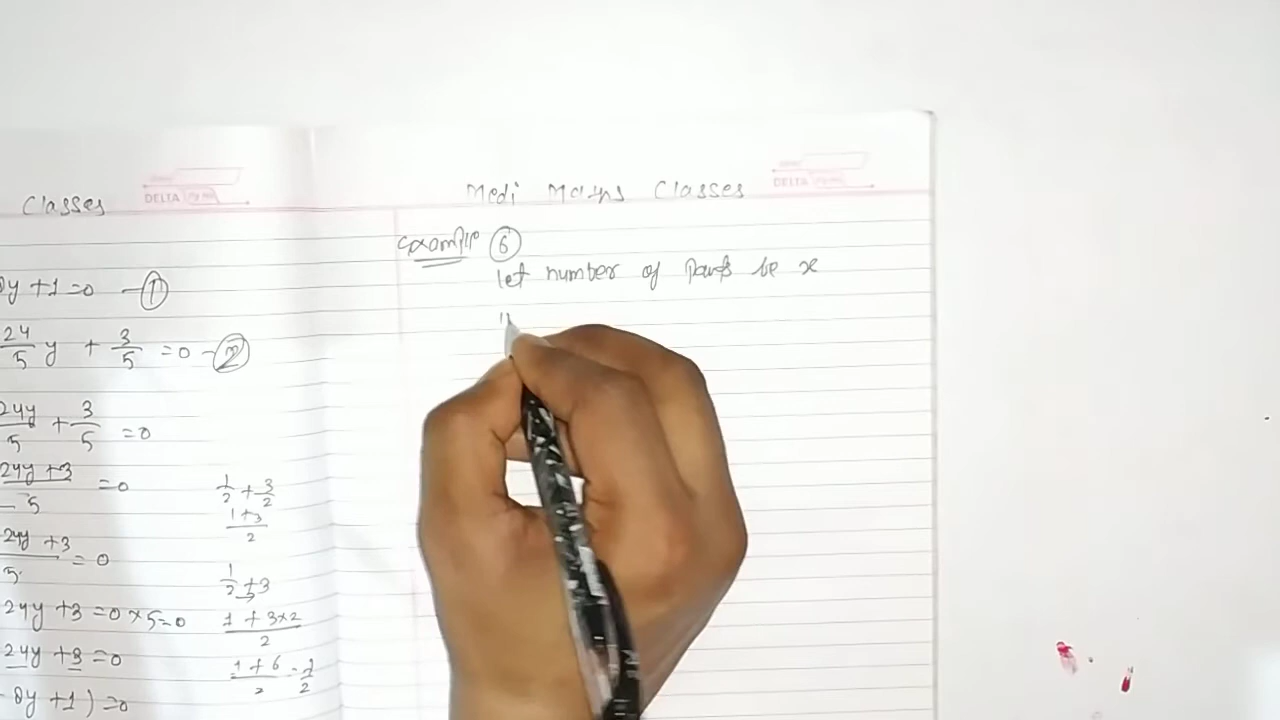 Classes
DELTA
8y + 1 = 0 - ①
24/5 y + 3/5 = 0 - ②
24y/5 + 3/5 = 0
24y + 3/5 = 0
24y + 3/5 = 0
24y + 3 = 0 × 5 = 0
24y + 3 = 0
8y + 1) = 0
1/2 + 3/2
1+3/2
1/2 + 3
1 + 3×2/2
1 + 6/2 = 7/2
Medi Maths Classes
DELTA
Example ⑥
let number of Pants be x